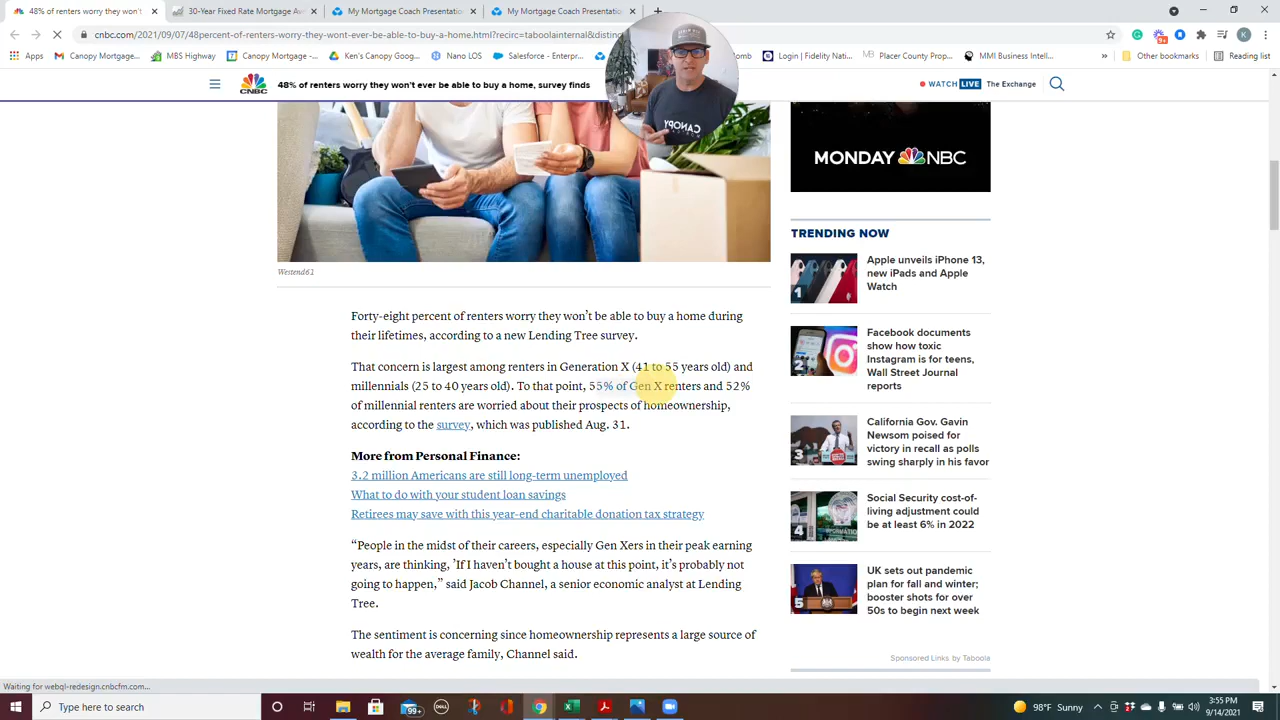 48% of renters worry they won't
30-Year Fixed Rate Mortgage Ave
My Mortgage Coach Presentatio
My Mortgage Coach Presentatio
cnbc.com/2021/09/07/48percent-of-renters-worry-they-wont-ever-be-able-to-buy-a-home.html?recirc=taboolainternal&distinc
Apps
Canopy Mortgage...
MBS Highway
Canopy Mortgage -...
Ken's Canopy Goog...
Nano LOS
Salesforce - Enterpr...
Login | Fidelity Nati...
Placer County Prope...
MMI Business Intell...
»
Other bookmarks
Reading list
CNBC
48% of renters worry they won't ever be able to buy a home, survey finds
WATCH LIVE The Exchange
CANOPY
MONDAY NBC
Westend61
Forty-eight percent of renters worry they won't be able to buy a home during
their lifetimes, according to a new Lending Tree survey.
That concern is largest among renters in Generation X (41 to 55 years old) and
millennials (25 to 40 years old). To that point, 55% of Gen X renters and 52%
of millennial renters are worried about their prospects of homeownership,
according to the survey, which was published Aug. 31.
More from Personal Finance:
3.2 million Americans are still long-term unemployed
What to do with your student loan savings
Retirees may save with this year-end charitable donation tax strategy
“People in the midst of their careers, especially Gen Xers in their peak earning
years, are thinking, 'If I haven't bought a house at this point, it's probably not
going to happen,” said Jacob Channel, a senior economic analyst at Lending
Tree.
The sentiment is concerning since homeownership represents a large source of
wealth for the average family, Channel said.
TRENDING NOW
1
Apple unveils iPhone 13,
new iPads and Apple
Watch
2
Facebook documents
show how toxic
Instagram is for teens,
Wall Street Journal
reports
3
California Gov. Gavin
Newsom poised for
victory in recall as polls
swing sharply in his favor
4
Social Security cost-of-
living adjustment could
be at least 6% in 2022
5
UK sets out pandemic
plan for fall and winter;
booster shots for over
50s to begin next week
Sponsored Links by Taboola
Waiting for webql-redesign.cnbcfm.com...
Type here to search
99+
DELL
98°F Sunny
3:55 PM
9/14/2021